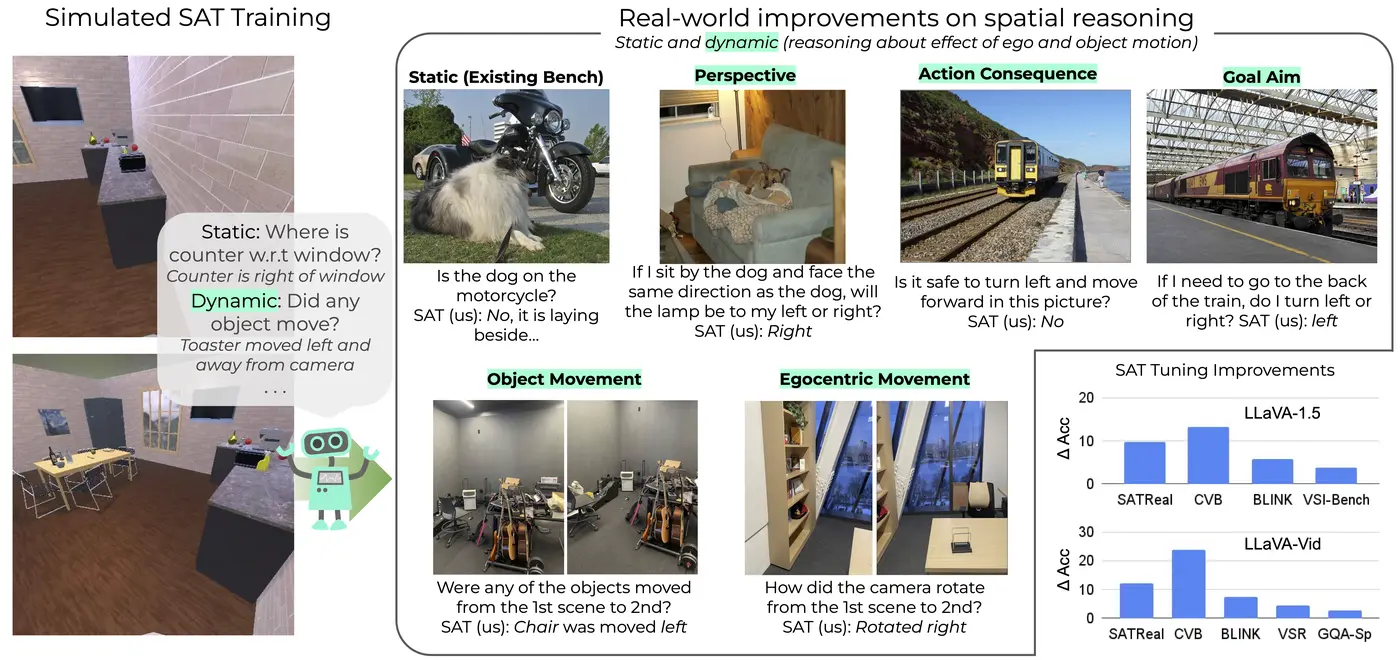 Simulated SAT Training
Static: Where is
counter w.r.t window?
Counter is right of window
Dynamic: Did any
object move?
Toaster moved left and
away from camera
. . .
Real-world improvements on spatial reasoning
Static and dynamic (reasoning about effect of ego and object motion)
Static (Existing Bench)
Is the dog on the
motorcycle?
SAT (us): No, it is laying
beside...
Perspective
If I sit by the dog and face the
same direction as the dog, will
the lamp be to my left or right?
SAT (us): Right
Action Consequence
Is it safe to turn left and move
forward in this picture?
SAT (us): No
Goal Aim
If I need to go to the back
of the train, do I turn left or
right? SAT (us): left
Object Movement
Were any of the objects moved
from the 1st scene to 2nd?
SAT (us): Chair was moved left
Egocentric Movement
How did the camera rotate
from the 1st scene to 2nd?
SAT (us): Rotated right
SAT Tuning Improvements
LLaVA-1.5
Δ Acc
20
10
0
SATReal CVB BLINK VSI-Bench
LLaVA-Vid
Δ Acc
30
20
10
0
SATReal CVB BLINK VSR GQA-Sp